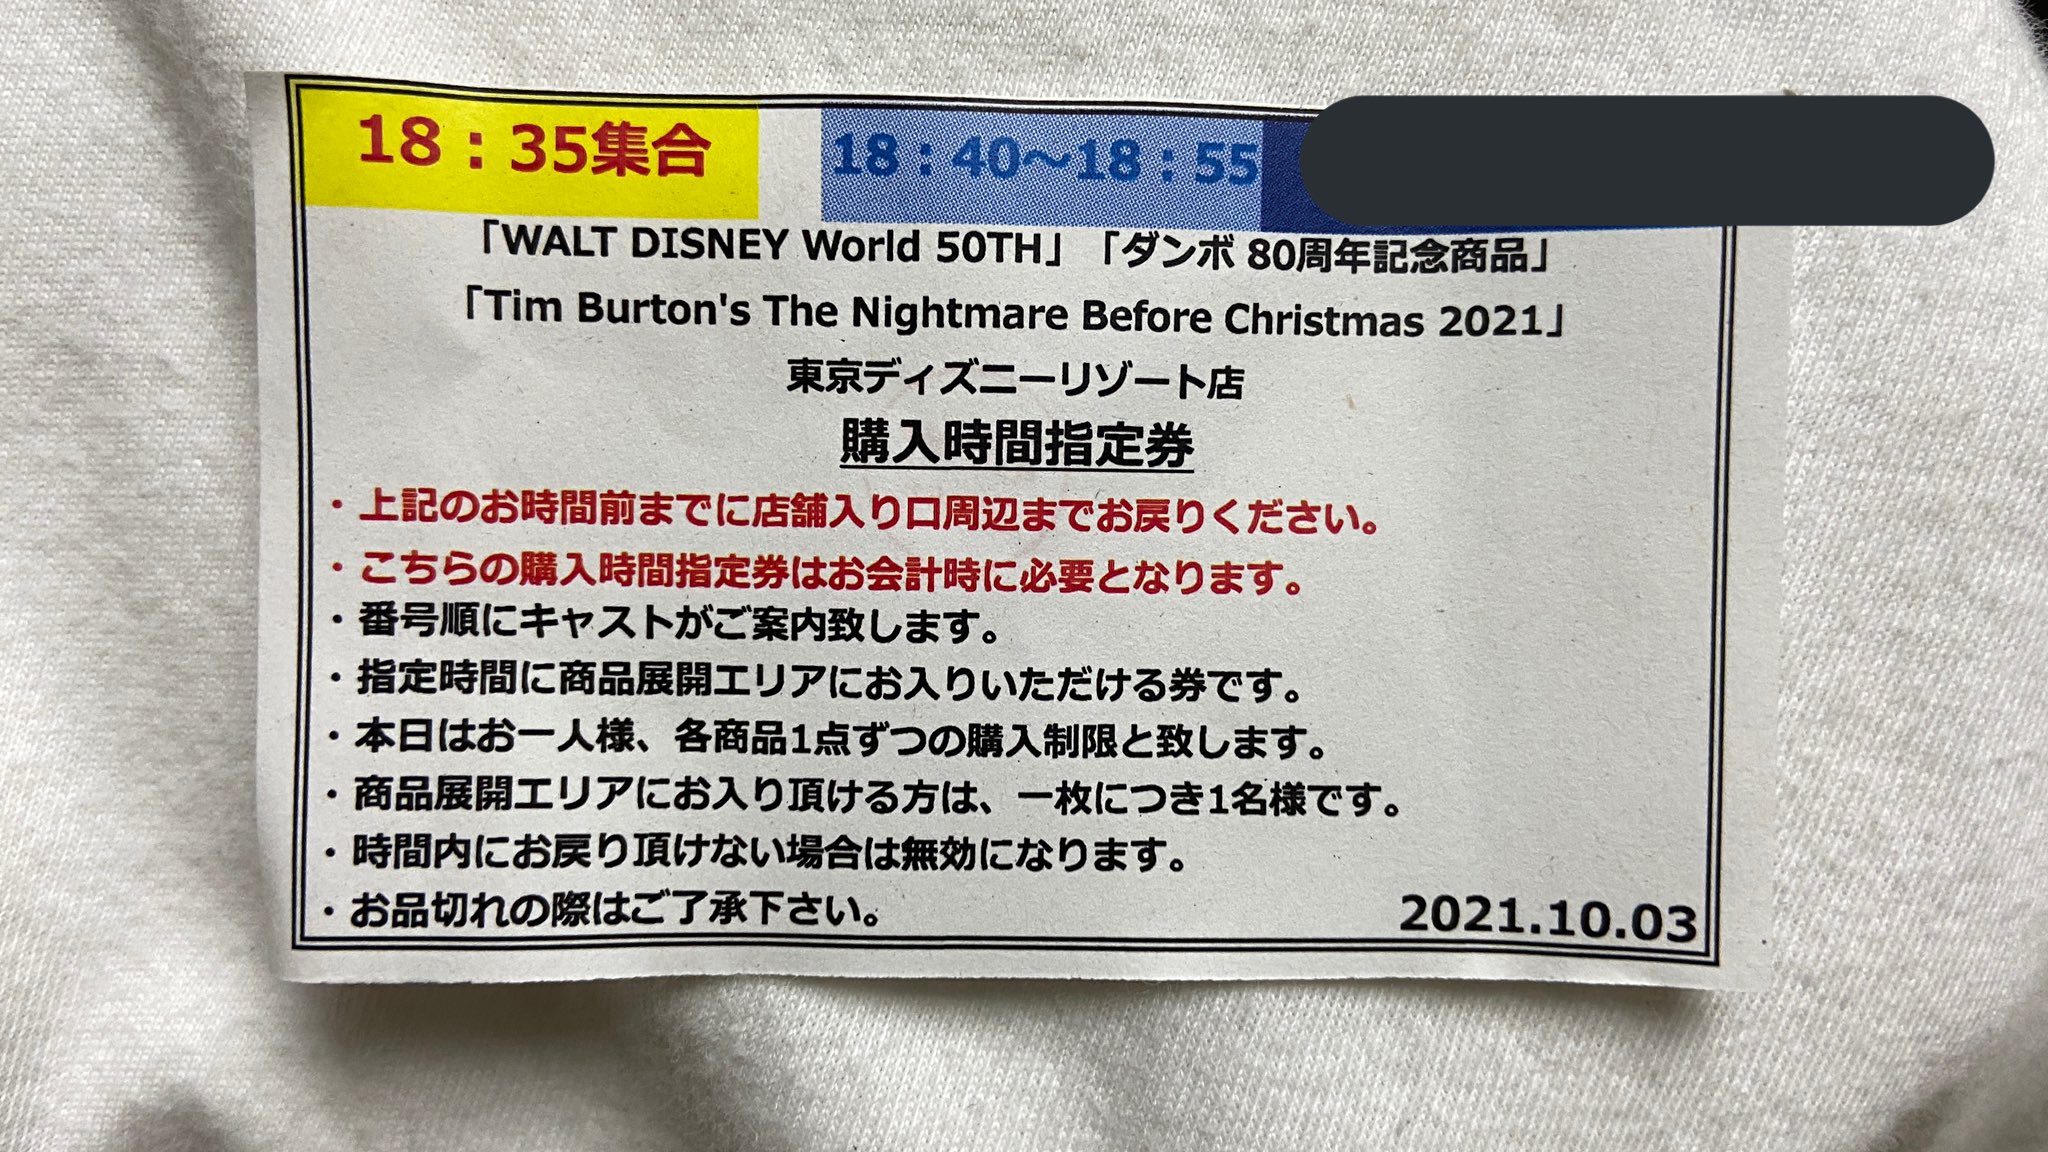 18：35集合 18：40～18：55
「WALT DISNEY World 50TH」「ダンボ 80周年記念商品」
「Tim Burton's The Nightmare Before Christmas 2021」
東京ディズニーリゾート店
購入時間指定券
・上記のお時間前までに店舗入り口周辺までお戻りください。
・こちらの購入時間指定券はお会計時に必要となります。
・番号順にキャストがご案内致します。
・指定時間に商品展開エリアにお入りいただける券です。
・本日はお一人様、各商品1点ずつの購入制限と致します。
・商品展開エリアにお入り頂ける方は、一枚につき1名様です。
・時間内にお戻り頂けない場合は無効になります。
・お品切れの際はご了承下さい。
2021.10.03